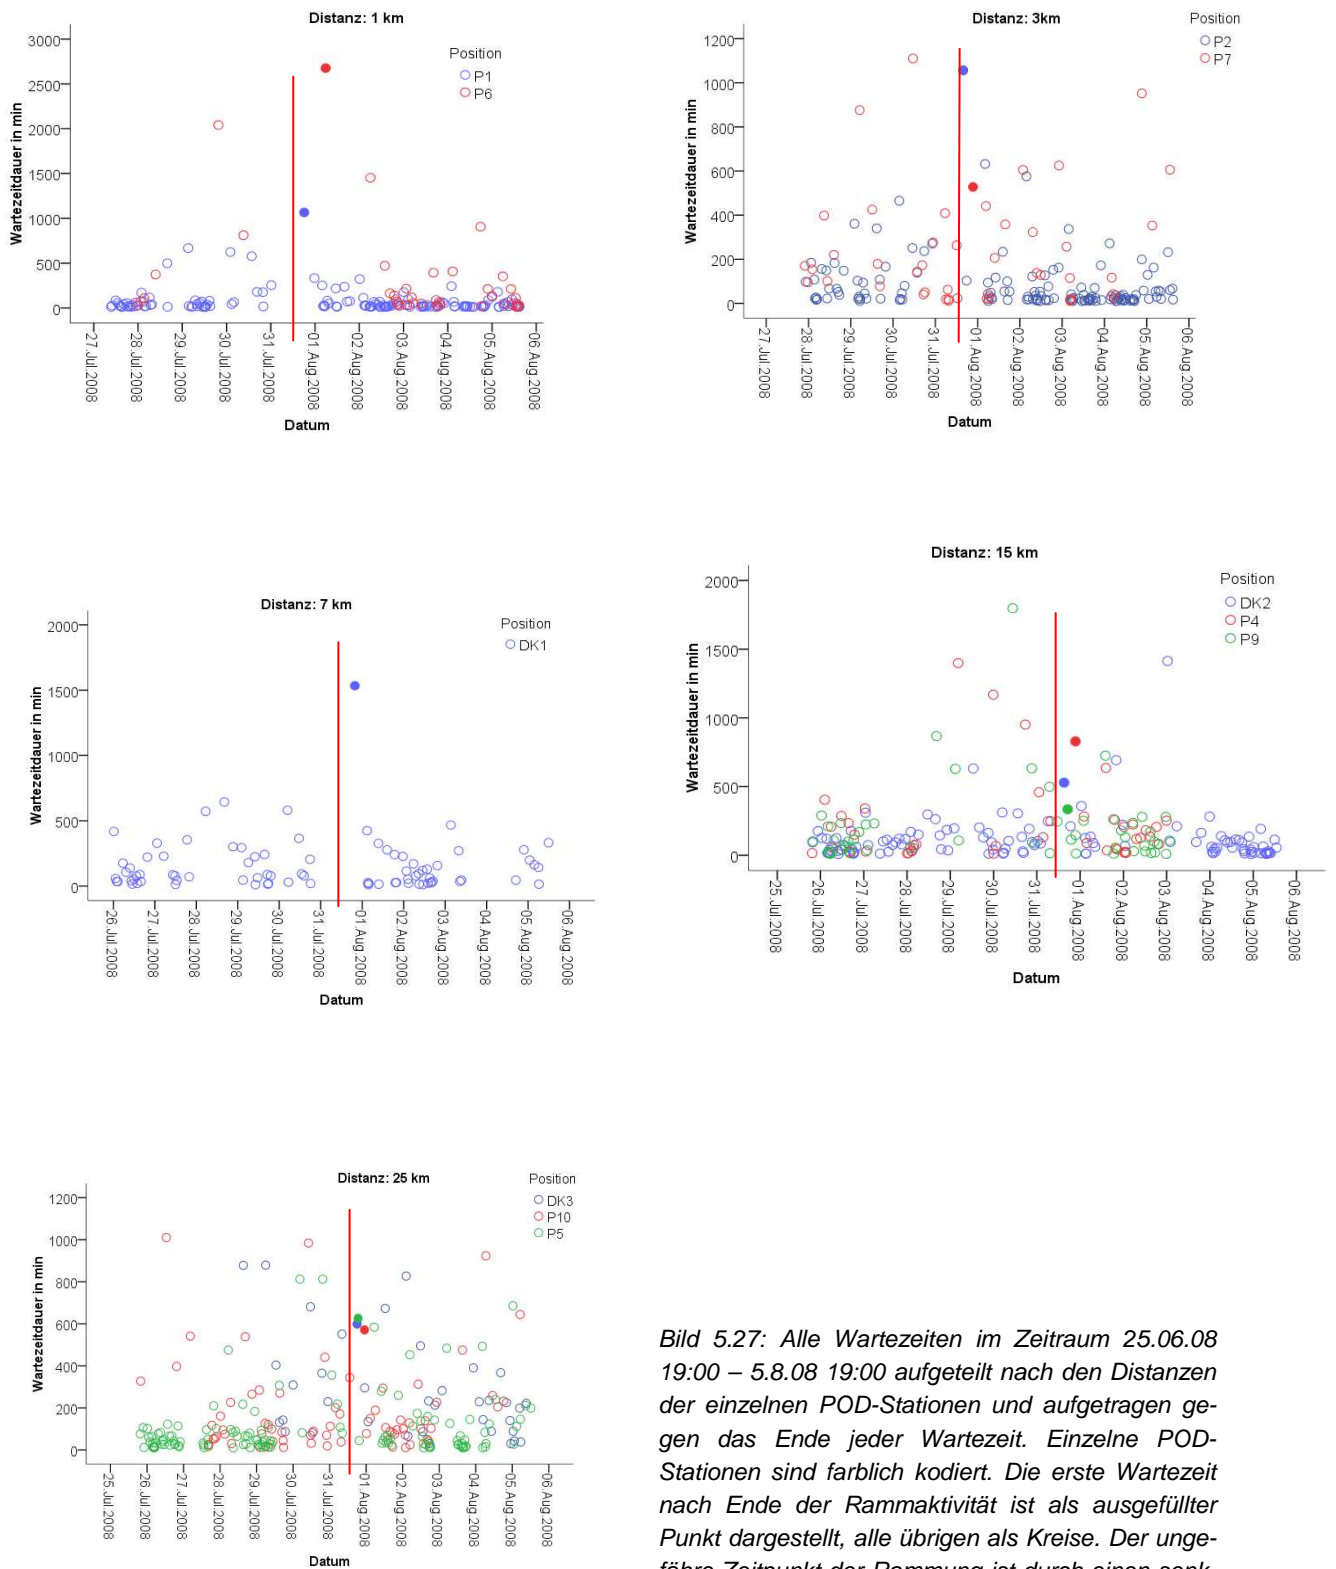 Distanz: 1 km
Position
P1
P6
Wartezeitdauer in min
3000
2500
2000
1500
1000
500
0
27.Jul.2008
28.Jul.2008
29.Jul.2008
30.Jul.2008
31.Jul.2008
01.Aug.2008
02.Aug.2008
03.Aug.2008
04.Aug.2008
05.Aug.2008
06.Aug.2008
Datum
Distanz: 3km
Position
P2
P7
Wartezeitdauer in min
1200
1000
800
600
400
200
0
27.Jul.2008
28.Jul.2008
29.Jul.2008
30.Jul.2008
31.Jul.2008
01.Aug.2008
02.Aug.2008
03.Aug.2008
04.Aug.2008
05.Aug.2008
06.Aug.2008
Datum
Distanz: 7 km
Position
DK1
Wartezeitdauer in min
2000
1500
1000
500
0
26.Jul.2008
27.Jul.2008
28.Jul.2008
29.Jul.2008
30.Jul.2008
31.Jul.2008
01.Aug.2008
02.Aug.2008
03.Aug.2008
04.Aug.2008
05.Aug.2008
06.Aug.2008
Datum
Distanz: 15 km
Position
DK2
P4
P9
Wartezeitdauer in min
2000
1500
1000
500
0
25.Jul.2008
26.Jul.2008
27.Jul.2008
28.Jul.2008
29.Jul.2008
30.Jul.2008
31.Jul.2008
01.Aug.2008
02.Aug.2008
03.Aug.2008
04.Aug.2008
05.Aug.2008
06.Aug.2008
Datum
Distanz: 25 km
Position
DK3
P10
P5
Wartezeitdauer in min
1200
1000
800
600
400
200
0
25.Jul.2008
26.Jul.2008
27.Jul.2008
28.Jul.2008
29.Jul.2008
30.Jul.2008
31.Jul.2008
01.Aug.2008
02.Aug.2008
03.Aug.2008
04.Aug.2008
05.Aug.2008
06.Aug.2008
Datum
Bild 5.27: Alle Wartezeiten im Zeitraum 25.06.08
19:00 – 5.8.08 19:00 aufgeteilt nach den Distanzen
der einzelnen POD-Stationen und aufgetragen ge-
gen das Ende jeder Wartezeit. Einzelne POD-
Stationen sind farblich kodiert. Die erste Wartezeit
nach Ende der Rammaktivität ist als ausgefüllter
Punkt dargestellt, alle übrigen als Kreise. Der unge-
fähre Zeitpunkt der Rammung ist durch einen senk-